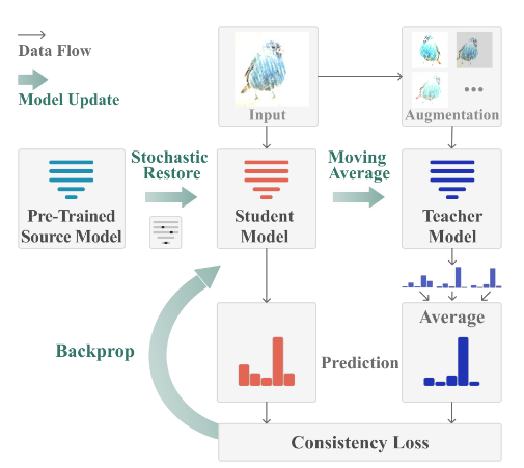 Data Flow
Model Update
Input
Augmentation
Stochastic
Restore
Moving
Average
Pre-Trained
Source Model
Student
Model
Teacher
Model
Backprop
Prediction
Average
Consistency Loss